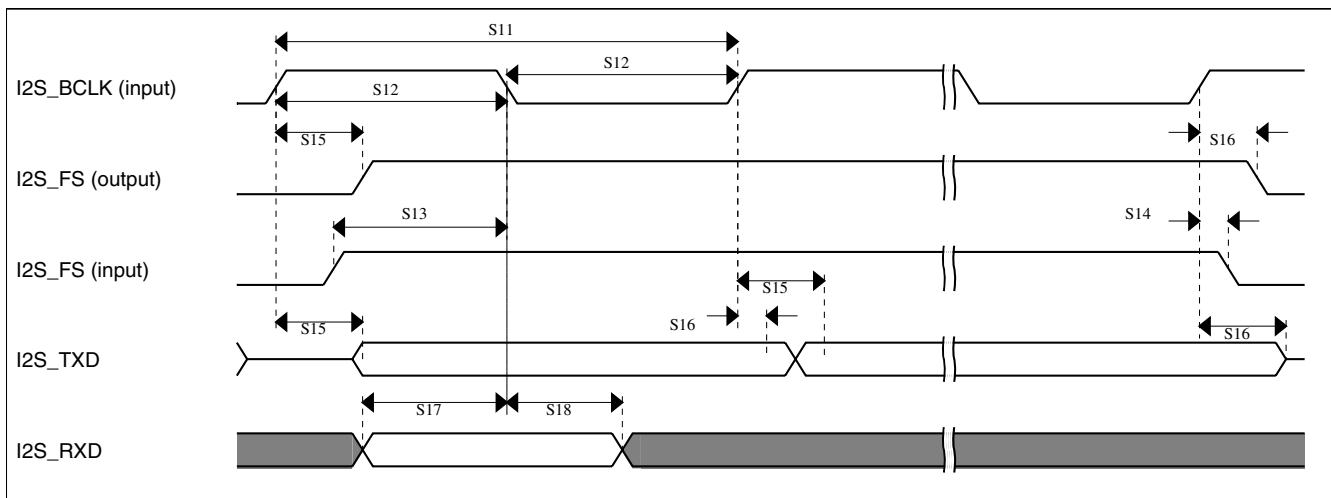 S11
I2S_BCLK (input)
S12
S12
S15
S16
I2S_FS (output)
S13
S14
I2S_FS (input)
S15
S15
S16
S16
I2S_TXD
S17
S18
I2S_RXD